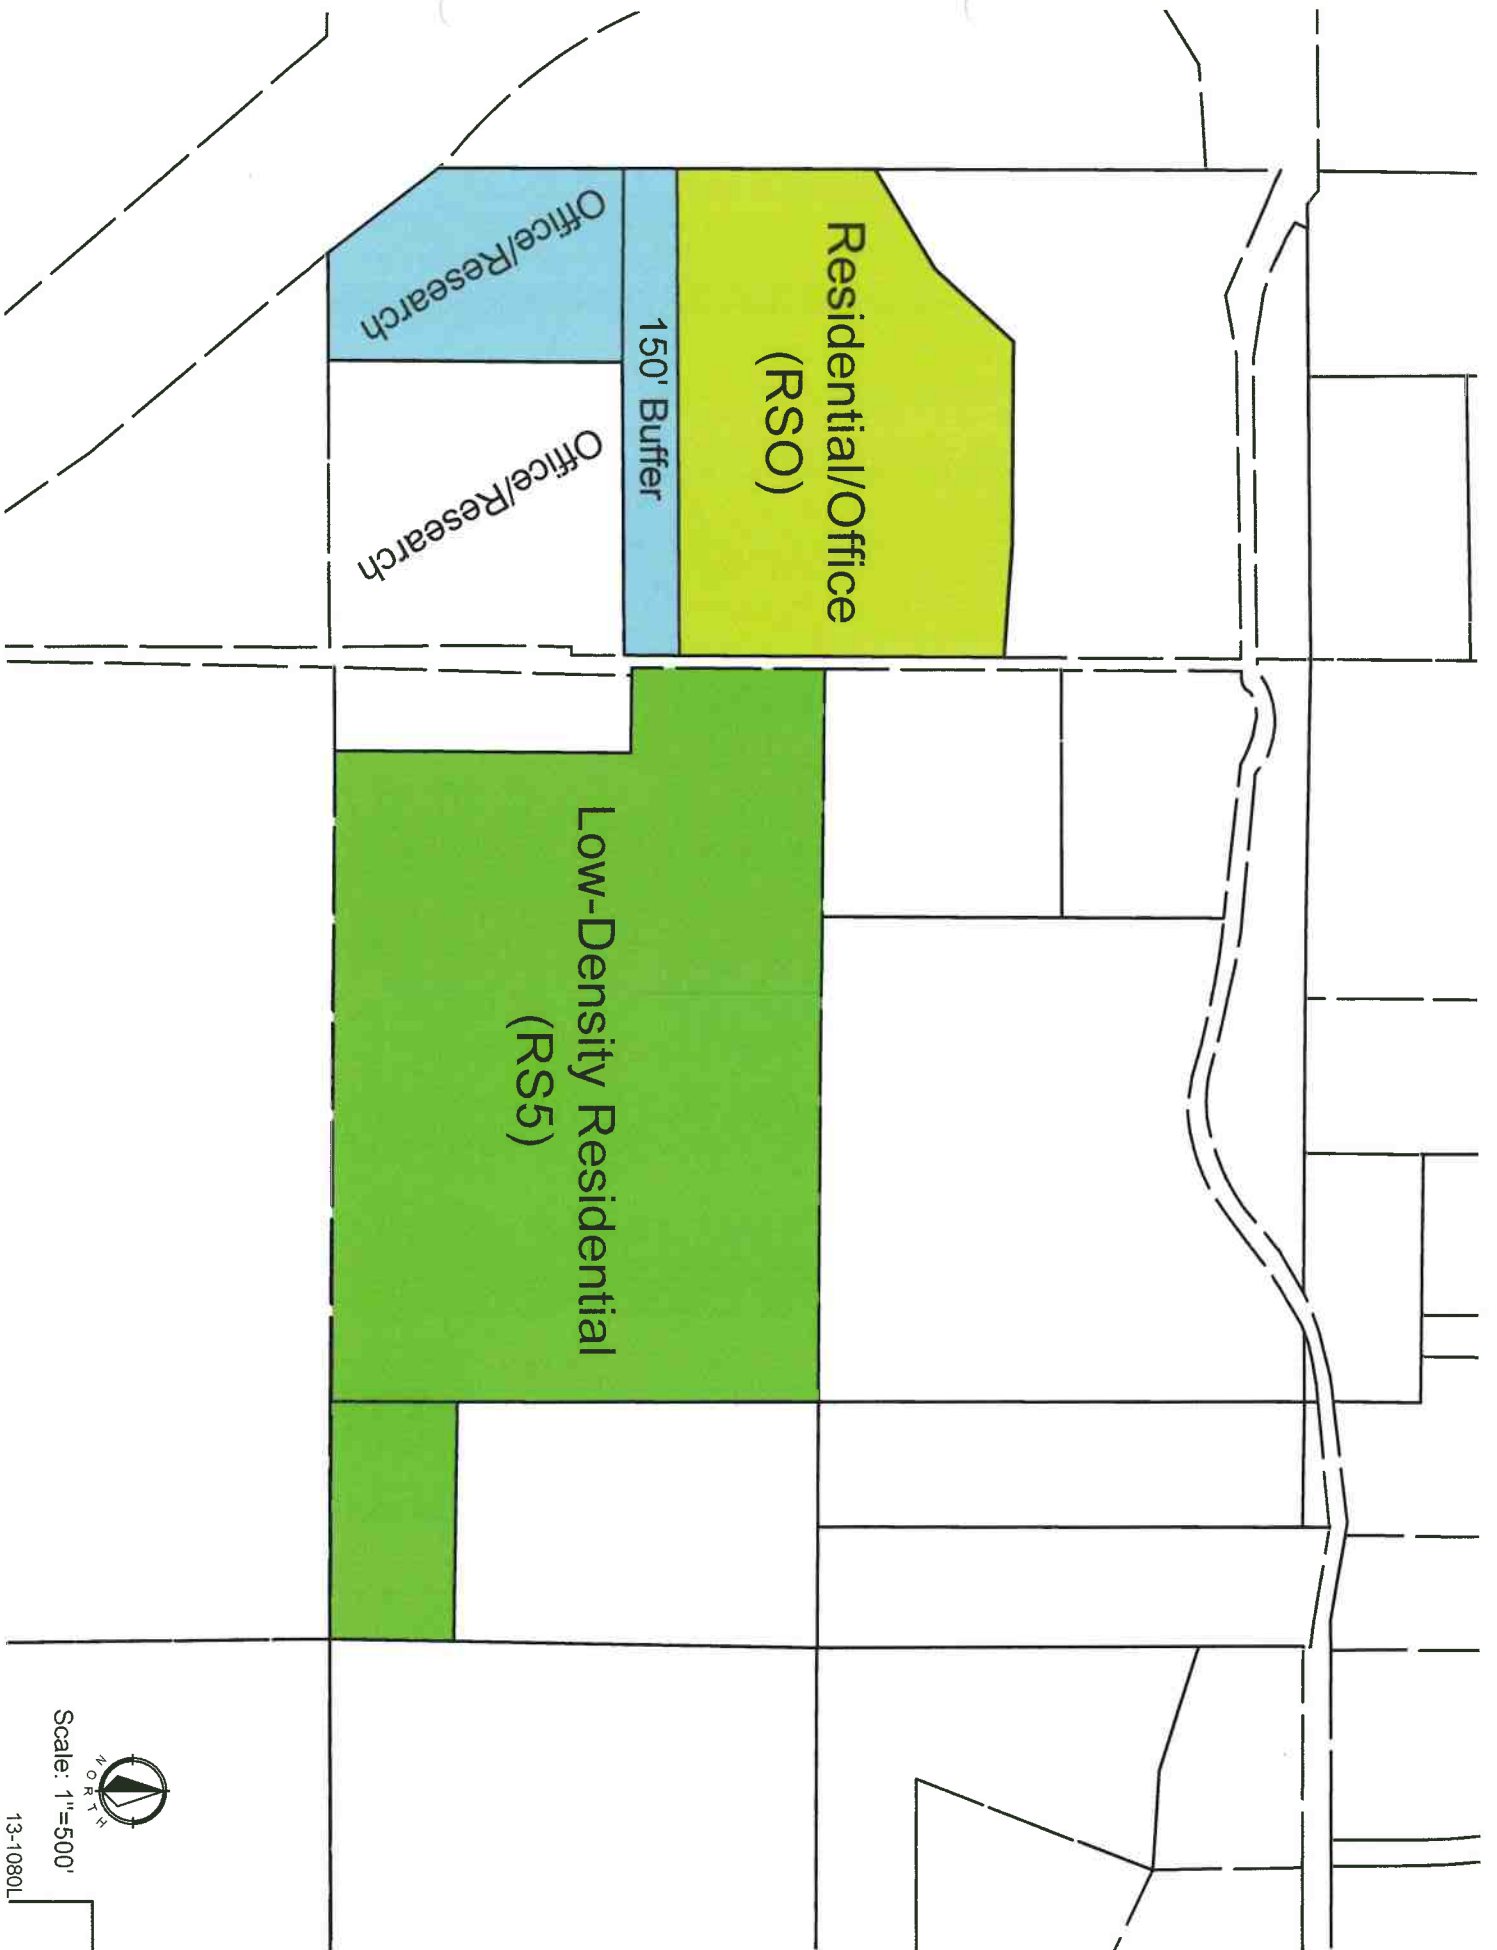 Residential/Office
(RSO)
150' Buffer
Office/Research
Office/Research
Low-Density Residential
(RS5)
NORTH
Scale: 1"=500'
13-1080L